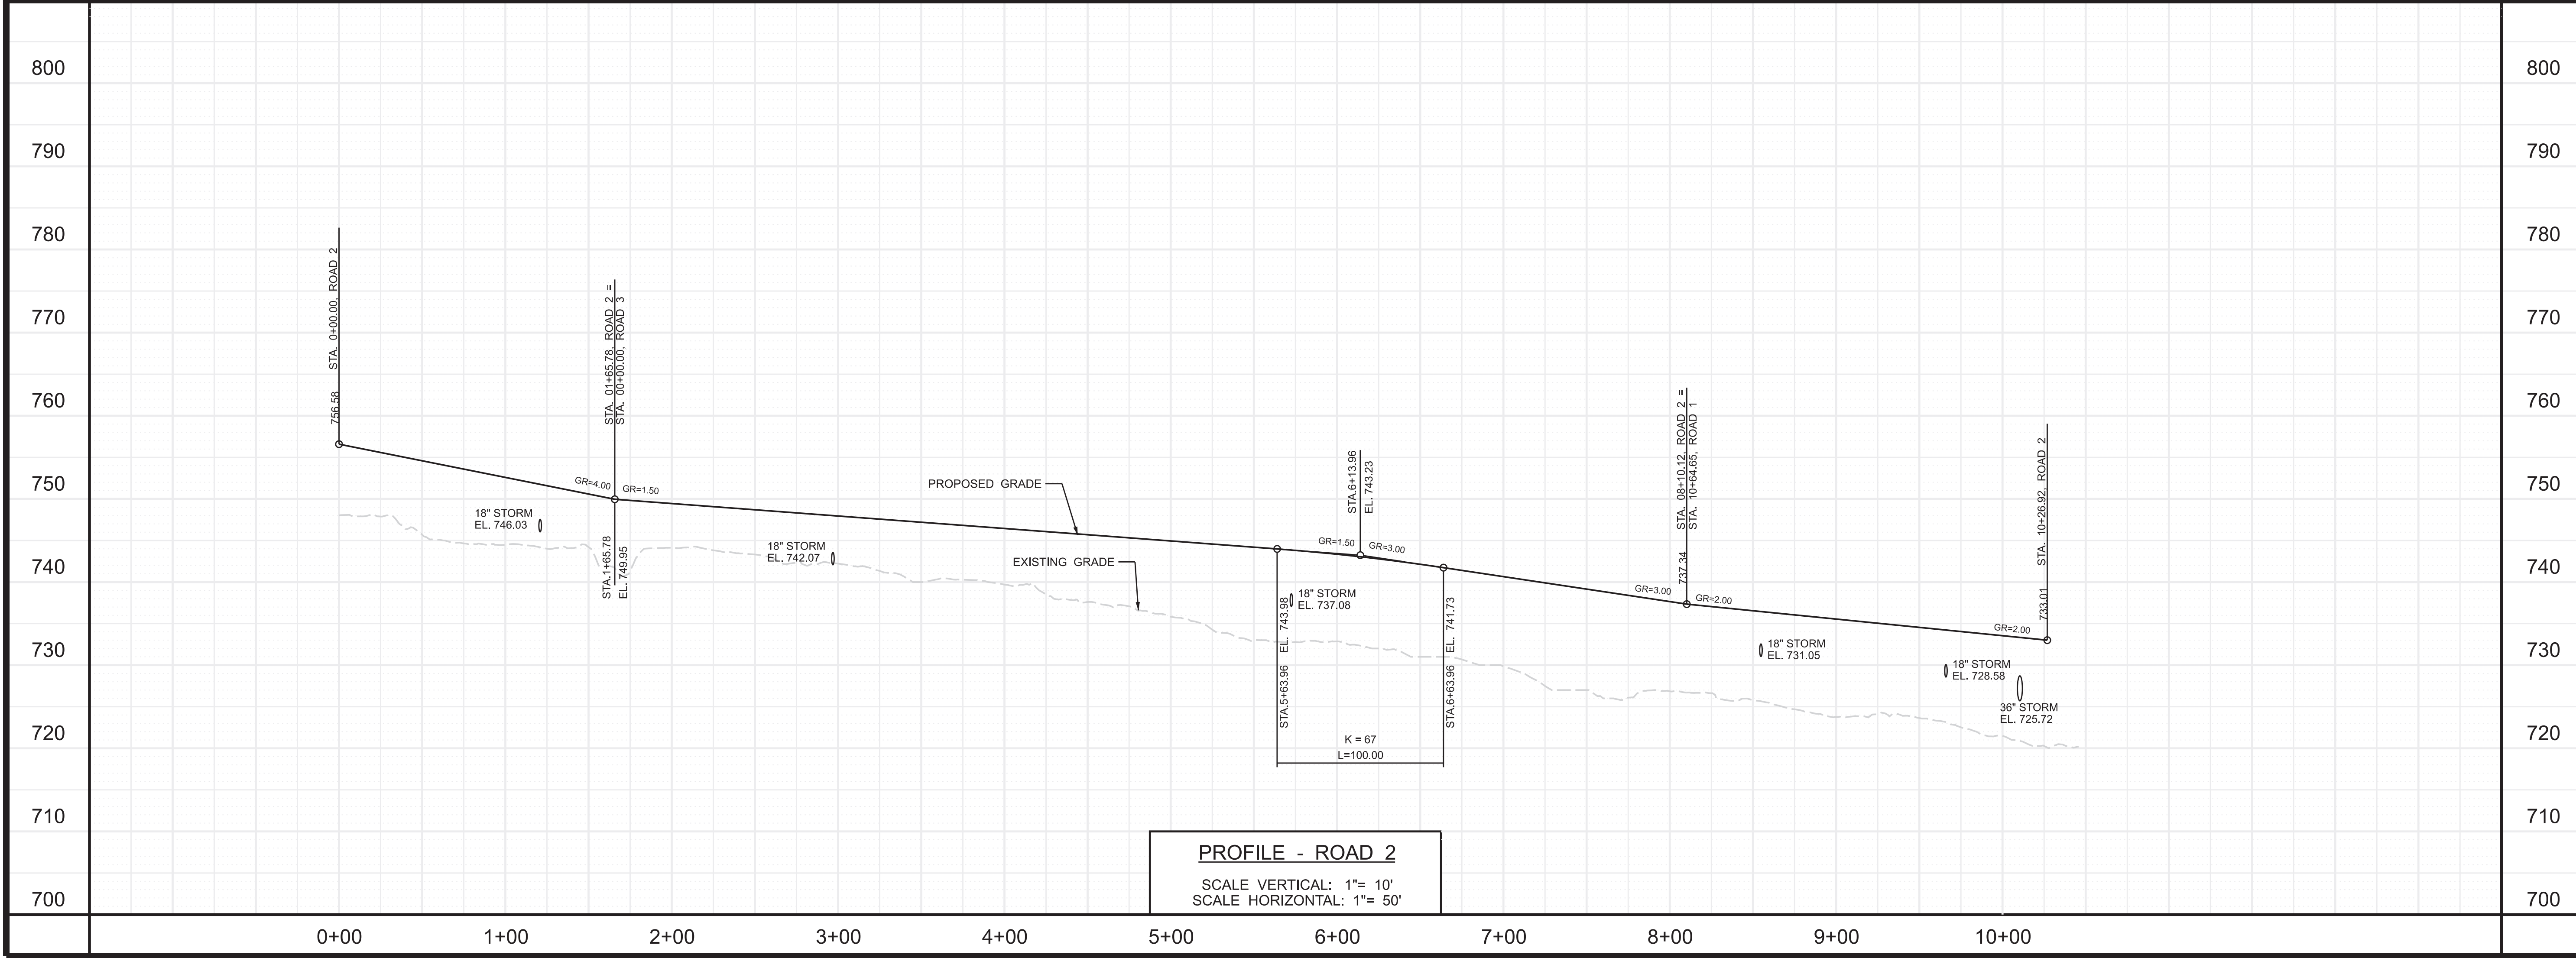 800
800
790
790
780
780
770
770
760
760
750
750
740
740
730
730
720
720
710
710
700
700
STA. 0+00.00, ROAD 2
756.58
STA. 01+65.78, ROAD 2 =
STA. 00+00.00, ROAD 3
GR=4.00
GR=1.50
STA.1+65.78
EL. 749.95
18" STORM
EL. 746.03
18" STORM
EL. 742.07
PROPOSED GRADE
EXISTING GRADE
STA.6+13.96
EL. 743.23
GR=1.50
GR=3.00
18" STORM
EL. 737.08
STA.5+63.96 EL. 743.98
STA.6+63.96 EL. 741.73
K = 67
L=100.00
STA. 08+10.12, ROAD 2 =
STA. 10+64.65, ROAD 1
737.34
GR=3.00
GR=2.00
18" STORM
EL. 731.05
STA. 10+26.92, ROAD 2
733.01
GR=2.00
18" STORM
EL. 728.58
36" STORM
EL. 725.72
PROFILE - ROAD 2
SCALE VERTICAL: 1"= 10'
SCALE HORIZONTAL: 1"= 50'
0+00 1+00 2+00 3+00 4+00 5+00 6+00 7+00 8+00 9+00 10+00